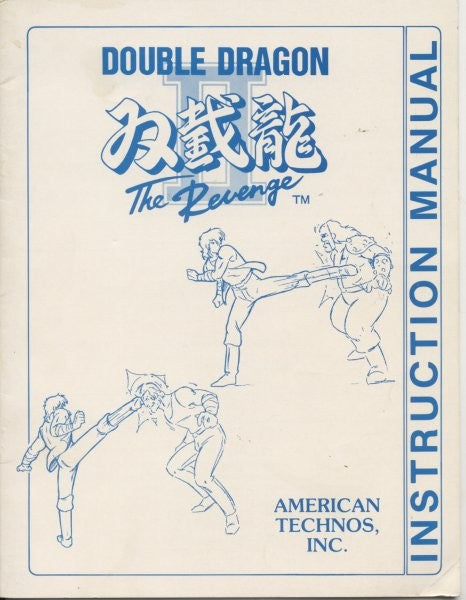 DOUBLE DRAGON
II
双截龍
The Revenge ™
INSTRUCTION MANUAL
AMERICAN
TECHNOS,
INC.